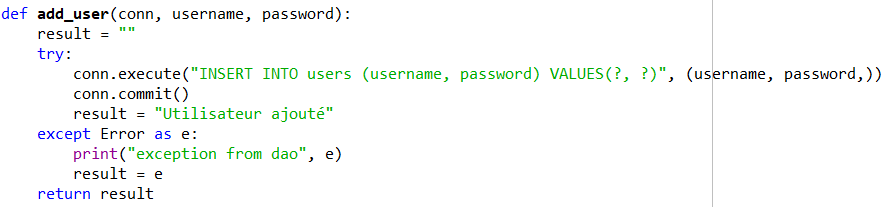 def add_user(conn, username, password):
    result = ""
    try:
        conn.execute("INSERT INTO users (username, password) VALUES(?, ?)", (username, password,))
        conn.commit()
        result = "Utilisateur ajouté"
    except Error as e:
        print("exception from dao", e)
        result = e
    return result